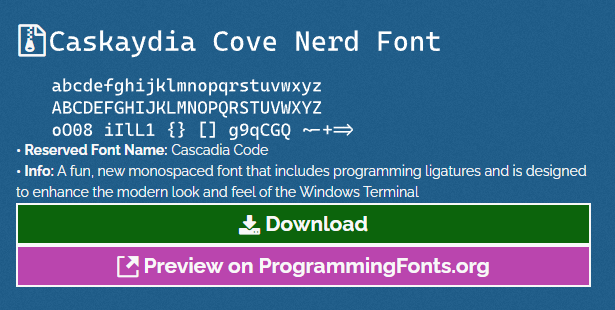 Caskaydia Cove Nerd Font
abcdefghijklmnopqrstuvwxyz
ABCDEFGHIJKLMNOPQRSTUVWXYZ
oO08 iIlL1 {} [] g9qCGQ ~-+=>
• Reserved Font Name: Cascadia Code
• Info: A fun, new monospaced font that includes programming ligatures and is designed
to enhance the modern look and feel of the Windows Terminal
Download
Preview on ProgrammingFonts.org